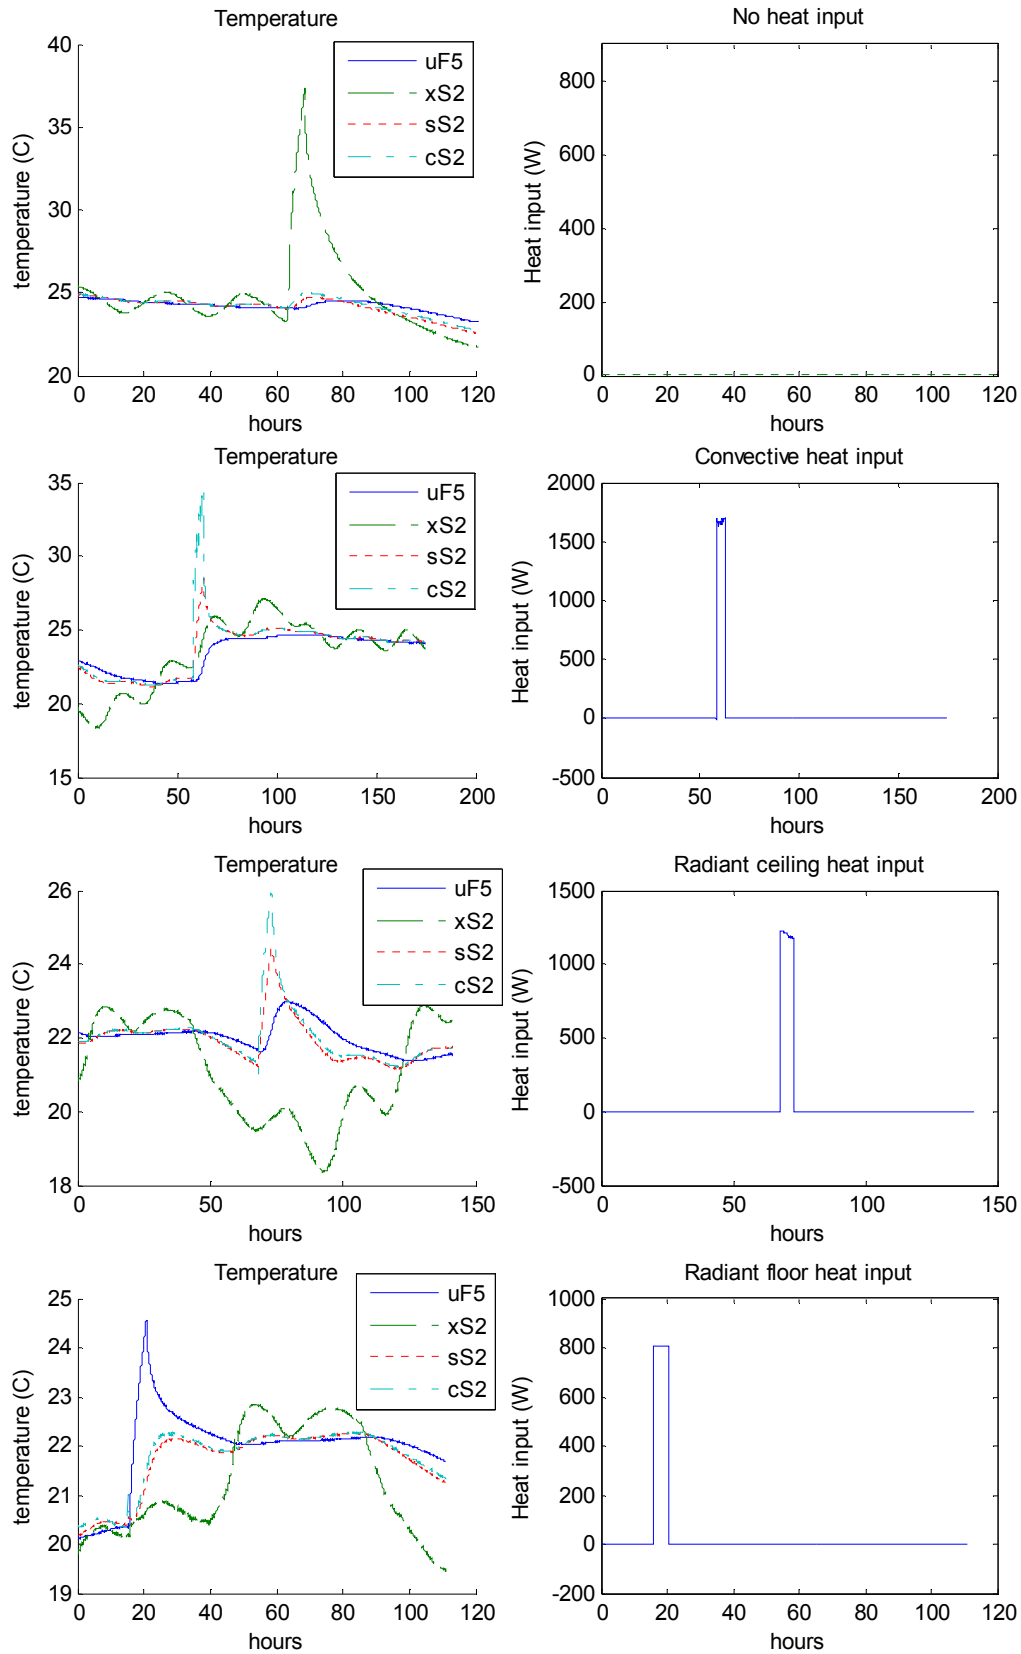 Temperature
No heat input
temperature (C)
40
35
30
25
20
0
20
40
60
80
100
120
hours
uF5
xS2
sS2
cS2
Heat input (W)
800
600
400
200
0
0
20
40
60
80
100
120
hours
Temperature
Convective heat input
temperature (C)
35
30
25
20
15
0
50
100
150
200
hours
uF5
xS2
sS2
cS2
Heat input (W)
2000
1500
1000
500
0
-500
0
50
100
150
200
hours
Temperature
Radiant ceiling heat input
temperature (C)
26
24
22
20
18
0
50
100
150
hours
uF5
xS2
sS2
cS2
Heat input (W)
1500
1000
500
0
-500
0
50
100
150
hours
Temperature
Radiant floor heat input
temperature (C)
25
24
23
22
21
20
19
0
20
40
60
80
100
120
hours
uF5
xS2
sS2
cS2
Heat input (W)
1000
800
600
400
200
0
-200
0
20
40
60
80
100
120
hours